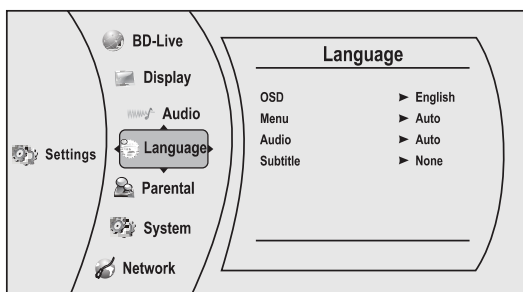 Settings
BD-Live
Display
Audio
Language
Parental
System
Network
Language
OSD ► English
Menu ► Auto
Audio ► Auto
Subtitle ► None